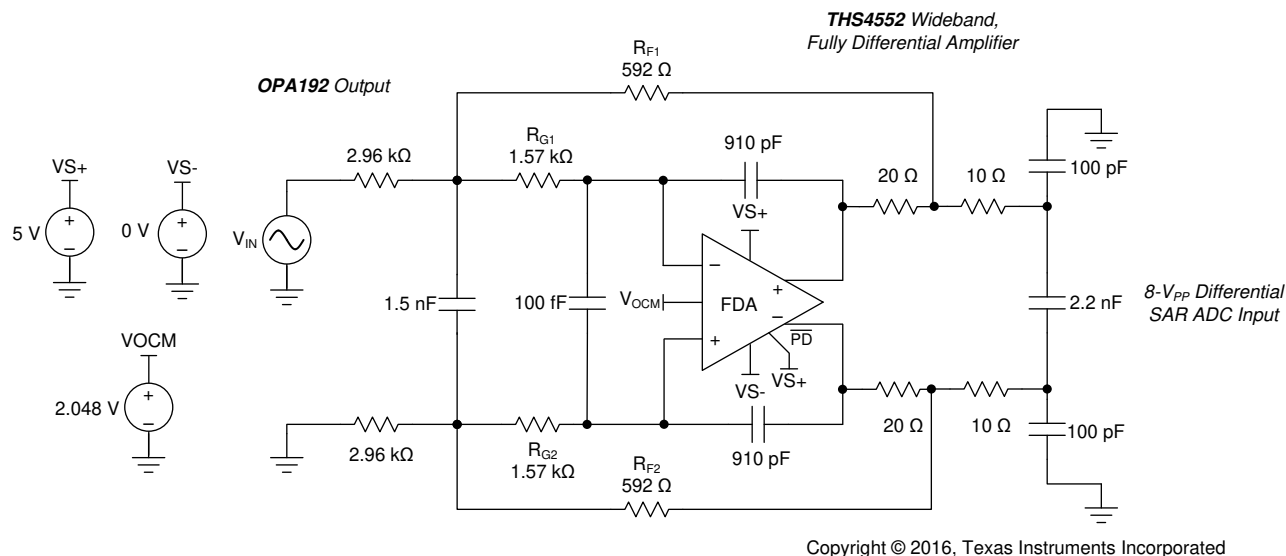 THS4552 Wideband,
Fully Differential Amplifier
RF1
592 Ω
OPA192 Output
RG1
1.57 kΩ
910 pF
2.96 kΩ
VS+
VS-
100 pF
20 Ω
10 Ω
VS+
5 V
0 V
VIN
1.5 nF
100 fF
VOCM
FDA
PD
2.2 nF
8-VPP Differential
SAR ADC Input
VOCM
VS-
VS+
2.048 V
2.96 kΩ
RG2
1.57 kΩ
910 pF
20 Ω
10 Ω
100 pF
RF2
592 Ω
Copyright © 2016, Texas Instruments Incorporated